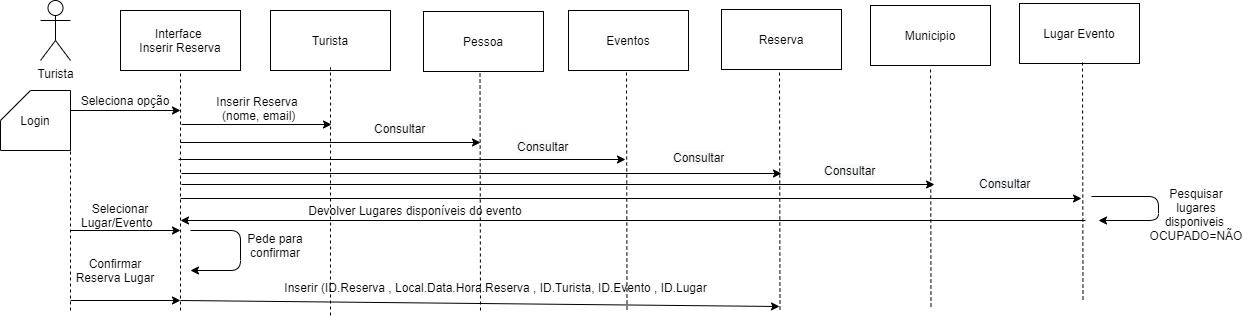 Interface
Inserir Reserva
Turista
Pessoa
Eventos
Reserva
Municipio
Lugar Evento
Turista
Login
Seleciona opção
Inserir Reserva
(nome, email)
Consultar
Consultar
Consultar
Consultar
Consultar
Pesquisar
lugares
disponiveis
OCUPADO=NÃO
Devolver Lugares disponíveis do evento
Selecionar
Lugar/Evento
Pede para
confirmar
Confirmar
Reserva Lugar
Inserir (ID.Reserva , Local.Data.Hora.Reserva , ID.Turista, ID.Evento , ID.Lugar